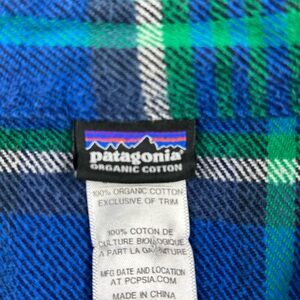 patagonia®
ORGANIC COTTON
100% ORGANIC COTTON
EXCLUSIVE OF TRIM
100% COTON DE
CULTURE BIOLOGIQUE
A PART LA GARNITURE
MFG DATE AND LOCATION
AT PCPSIA.COM
MADE IN CHINA